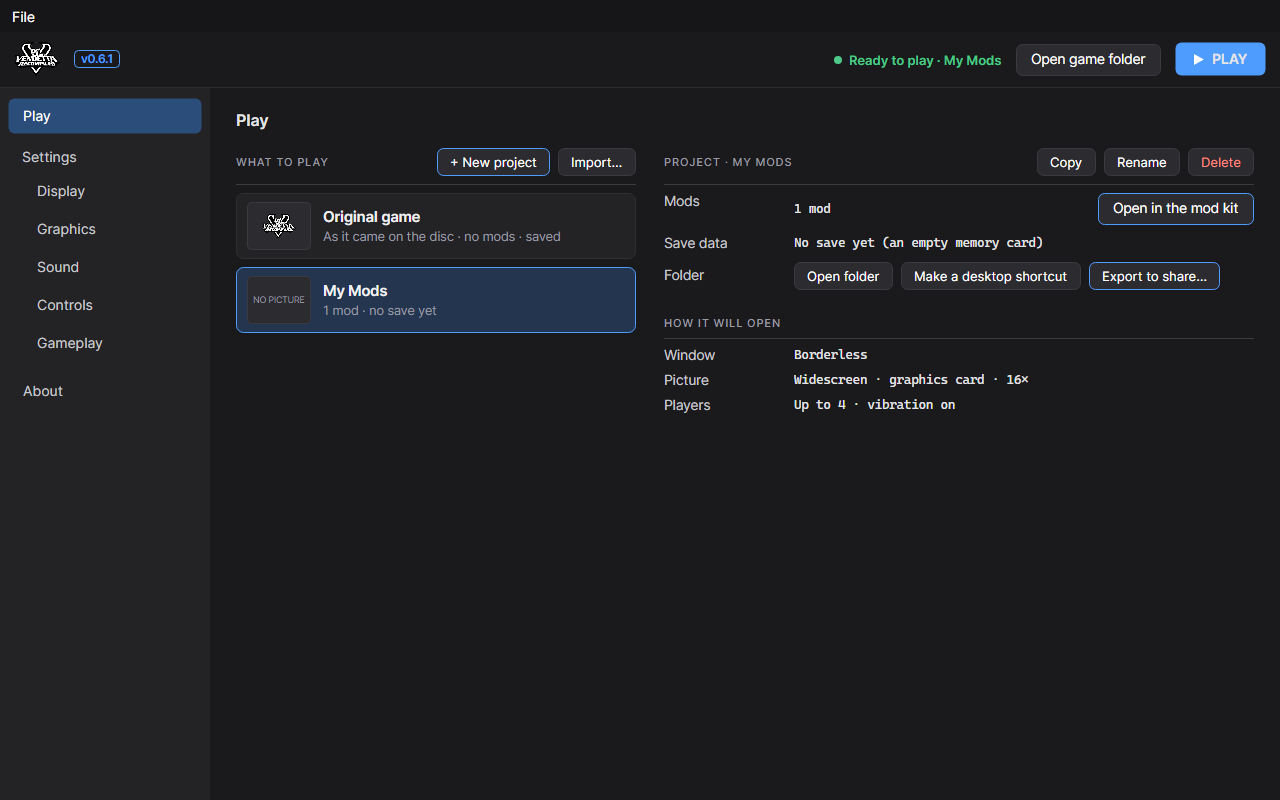 File
v0.6.1
Ready to play · My Mods
Open game folder
PLAY
Play
Settings
Display
Graphics
Sound
Controls
Gameplay
About
Play
WHAT TO PLAY
+ New project
Import...
Original game
As it came on the disc · no mods · saved
NO PICTURE
My Mods
1 mod · no save yet
PROJECT · MY MODS
Copy
Rename
Delete
Mods
1 mod
Open in the mod kit
Save data
No save yet (an empty memory card)
Folder
Open folder
Make a desktop shortcut
Export to share...
HOW IT WILL OPEN
Window
Borderless
Picture
Widescreen · graphics card · 16×
Players
Up to 4 · vibration on